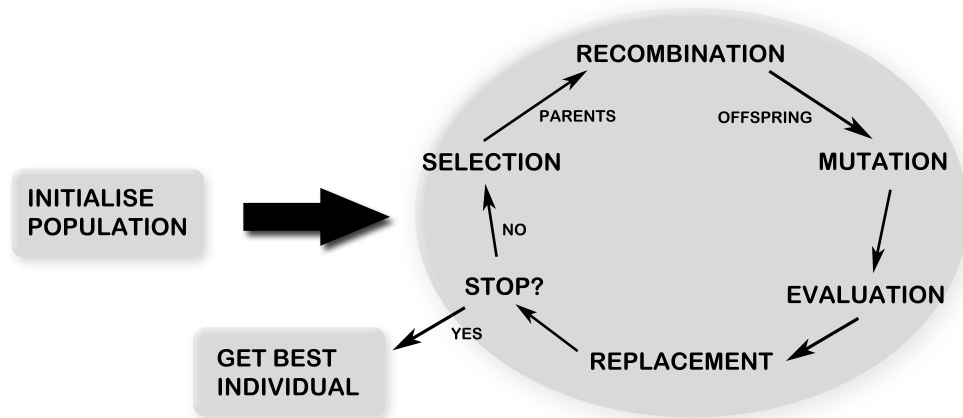 RECOMBINATION
PARENTS
OFFSPRING
SELECTION
MUTATION
INITIALISE
POPULATION
NO
STOP?
EVALUATION
YES
REPLACEMENT
GET BEST
INDIVIDUAL